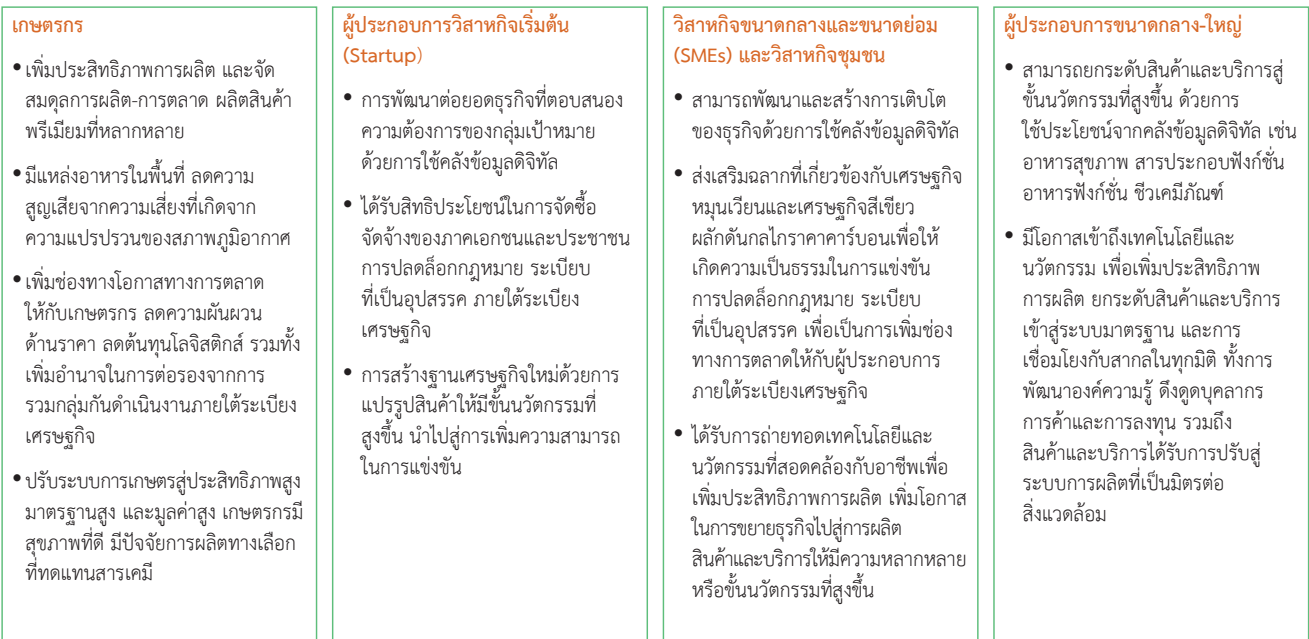 เกษตรกร
• เพิ่มประสิทธิภาพการผลิต และจัด
สมดุลการผลิต-การตลาด ผลิตสินค้า
พรีเมียมที่หลากหลาย
• มีแหล่งอาหารในพื้นที่ ลดความ
สูญเสียจากความเสี่ยงที่เกิดจาก
ความแปรปรวนของสภาพภูมิอากาศ
• เพิ่มช่องทางโอกาสทางการตลาด
ให้กับเกษตรกร ลดความผันผวน
ด้านราคา ลดต้นทุนโลจิสติกส์ รวมทั้ง
เพิ่มอำนาจในการต่อรองจากการ
รวมกลุ่มกันดำเนินงานภายใต้ระเบียง
เศรษฐกิจ
• ปรับระบบการเกษตรสู่ประสิทธิภาพสูง
มาตรฐานสูง และมูลค่าสูง เกษตรกรมี
สุขภาพที่ดี มีปัจจัยการผลิตทางเลือก
ที่ทดแทนสารเคมี
ผู้ประกอบการวิสาหกิจเริ่มต้น
(Startup)
• การพัฒนาต่อยอดธุรกิจที่ตอบสนอง
ความต้องการของกลุ่มเป้าหมาย
ด้วยการใช้คลังข้อมูลดิจิทัล
• ได้รับสิทธิประโยชน์ในการจัดซื้อ
จัดจ้างของภาคเอกชนและประชาชน
การปลดล็อกกฎหมาย ระเบียบ
ที่เป็นอุปสรรค ภายใต้ระเบียง
เศรษฐกิจ
• การสร้างฐานเศรษฐกิจใหม่ด้วยการ
แปรรูปสินค้าให้มีขั้นนวัตกรรมที่
สูงขึ้น นำไปสู่การเพิ่มความสามารถ
ในการแข่งขัน
วิสาหกิจขนาดกลางและขนาดย่อม
(SMEs) และวิสาหกิจชุมชน
• สามารถพัฒนาและสร้างการเติบโต
ของธุรกิจด้วยการใช้คลังข้อมูลดิจิทัล
• ส่งเสริมฉลากที่เกี่ยวข้องกับเศรษฐกิจ
หมุนเวียนและเศรษฐกิจสีเขียว
ผลักดันกลไกราคาคาร์บอนเพื่อให้
เกิดความเป็นธรรมในการแข่งขัน
การปลดล็อกกฎหมาย ระเบียบ
ที่เป็นอุปสรรค เพื่อเป็นการเพิ่มช่อง
ทางการตลาดให้กับผู้ประกอบการ
ภายใต้ระเบียงเศรษฐกิจ
• ได้รับการถ่ายทอดเทคโนโลยีและ
นวัตกรรมที่สอดคล้องกับอาชีพเพื่อ
เพิ่มประสิทธิภาพการผลิต เพิ่มโอกาส
ในการขยายธุรกิจไปสู่การผลิต
สินค้าและบริการให้มีความหลากหลาย
หรือขั้นนวัตกรรมที่สูงขึ้น
ผู้ประกอบการขนาดกลาง-ใหญ่
• สามารถยกระดับสินค้าและบริการสู่
ขั้นนวัตกรรมที่สูงขึ้น ด้วยการ
ใช้ประโยชน์จากคลังข้อมูลดิจิทัล เช่น
อาหารสุขภาพ สารประกอบฟังก์ชั่น
อาหารฟังก์ชั่น ชีวเคมีภัณฑ์
• มีโอกาสเข้าถึงเทคโนโลยีและ
นวัตกรรม เพื่อเพิ่มประสิทธิภาพ
การผลิต ยกระดับสินค้าและบริการ
เข้าสู่ระบบมาตรฐาน และการ
เชื่อมโยงกับสากลในทุกมิติ ทั้งการ
พัฒนาองค์ความรู้ ดึงดูดบุคลากร
การค้าและการลงทุน รวมถึง
สินค้าและบริการได้รับการปรับสู่
ระบบการผลิตที่เป็นมิตรต่อ
สิ่งแวดล้อม